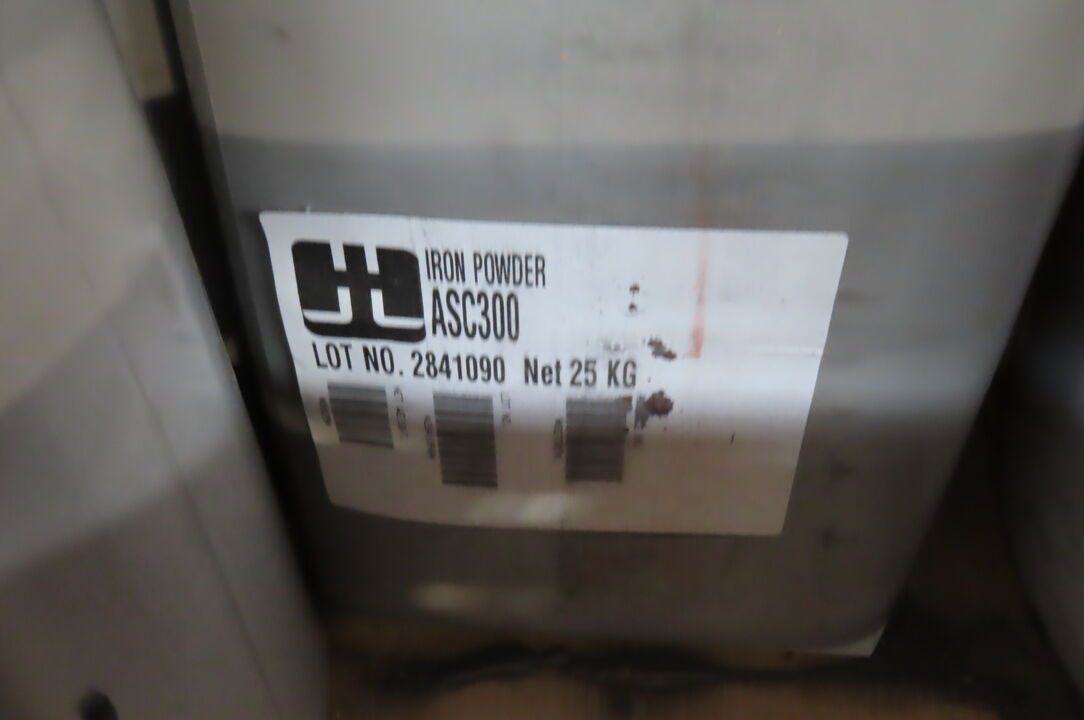 IRON POWDER
ASC300
LOT NO. 2841090 Net 25 KG